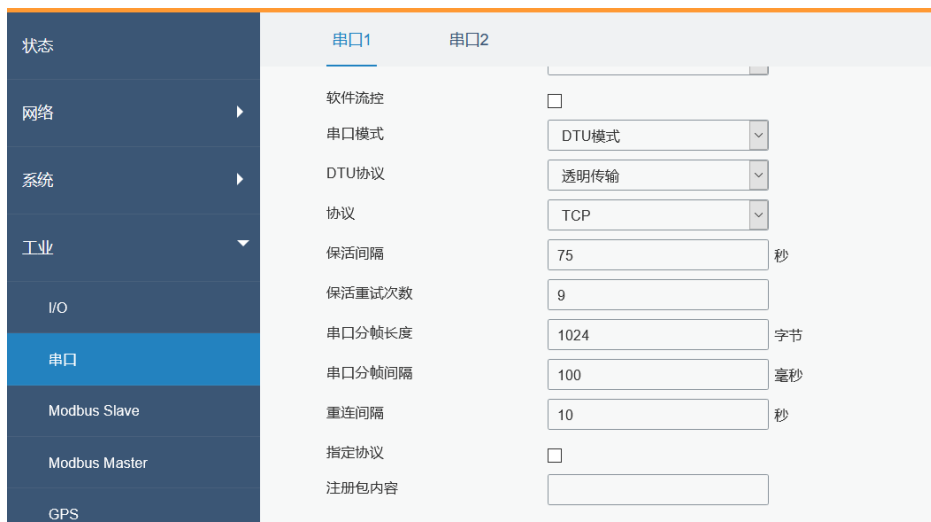 状态
网络
系统
工业
I/O
串口
Modbus Slave
Modbus Master
GPS
串口1 串口2
软件流控
串口模式 DTU模式
DTU协议 透明传输
协议 TCP
保活间隔 75 秒
保活重试次数 9
串口分帧长度 1024 字节
串口分帧间隔 100 毫秒
重连间隔 10 秒
指定协议
注册包内容